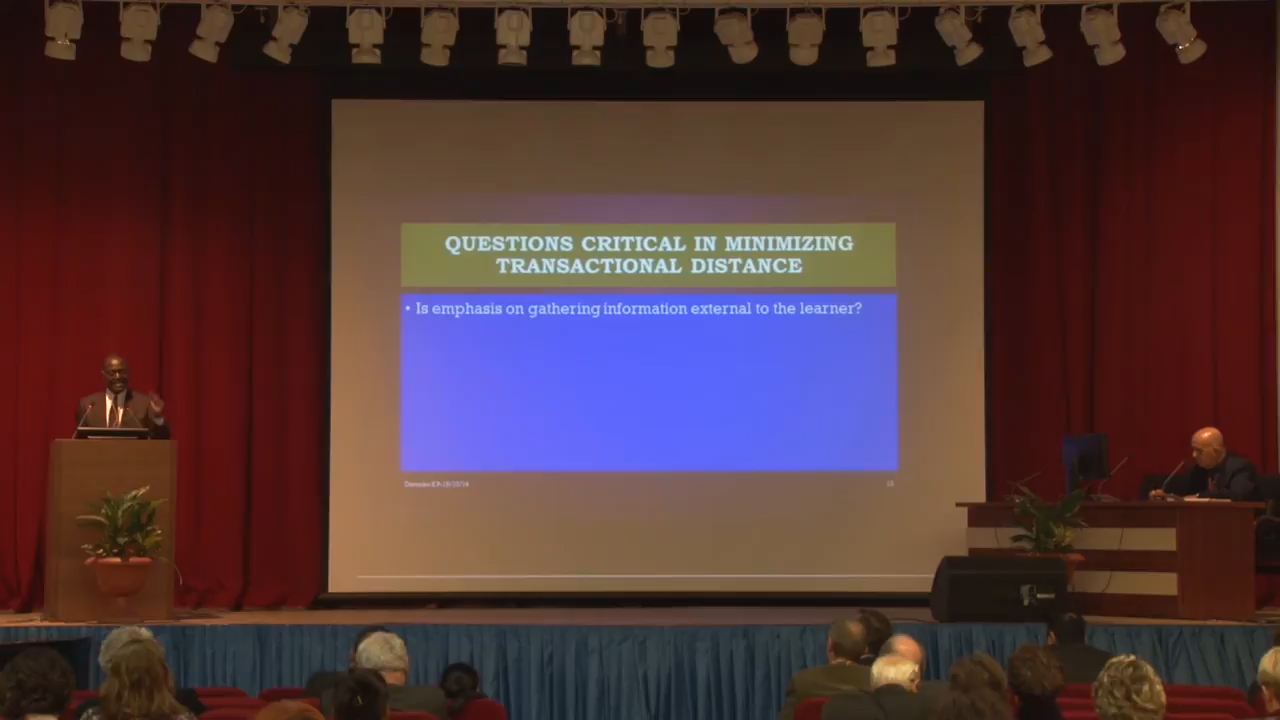 QUESTIONS CRITICAL IN MINIMIZING
TRANSACTIONAL DISTANCE
• Is emphasis on gathering information external to the learner?